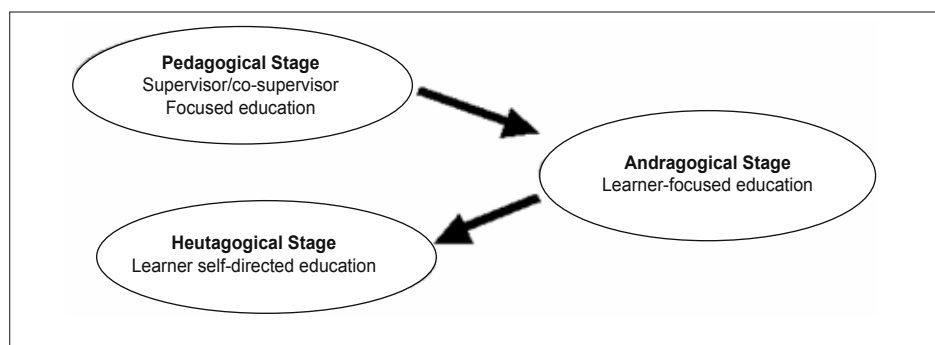 Pedagogical Stage
Supervisor/co-supervisor
Focused education
Andragogical Stage
Learner-focused education
Heutagogical Stage
Learner self-directed education